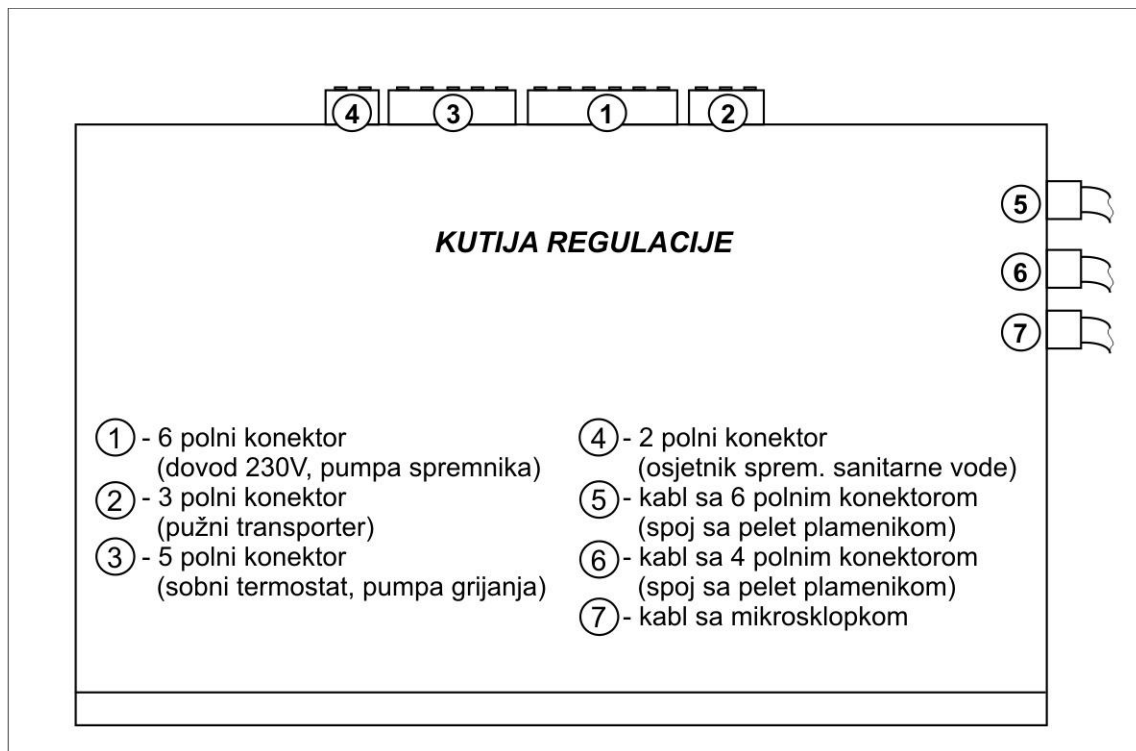 4 3 1 2
5
KUTIJA REGULACIJE
6
7
1 - 6 polni konektor
(dovod 230V, pumpa spremnika)
2 - 3 polni konektor
(pužni transporter)
3 - 5 polni konektor
(sobni termostat, pumpa grijanja)
4 - 2 polni konektor
(osjetnik sprem. sanitarne vode)
5 - kabl sa 6 polnim konektorom
(spoj sa pelet plamenikom)
6 - kabl sa 4 polnim konektorom
(spoj sa pelet plamenikom)
7 - kabl sa mikrosklopkom